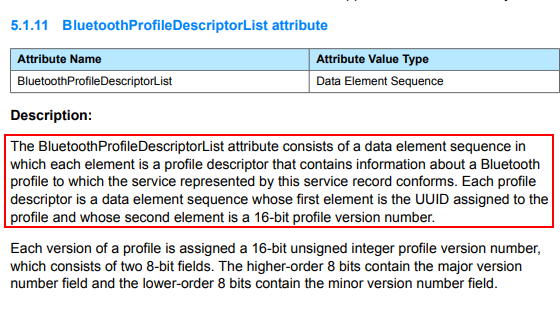 5.1.11 BluetoothProfileDescriptorList attribute
Attribute Name Attribute Value Type
BluetoothProfileDescriptorList Data Element Sequence
Description:
The BluetoothProfileDescriptorList attribute consists of a data element sequence in
which each element is a profile descriptor that contains information about a Bluetooth
profile to which the service represented by this service record conforms. Each profile
descriptor is a data element sequence whose first element is the UUID assigned to the
profile and whose second element is a 16-bit profile version number.
Each version of a profile is assigned a 16-bit unsigned integer profile version number,
which consists of two 8-bit fields. The higher-order 8 bits contain the major version
number field and the lower-order 8 bits contain the minor version number field.